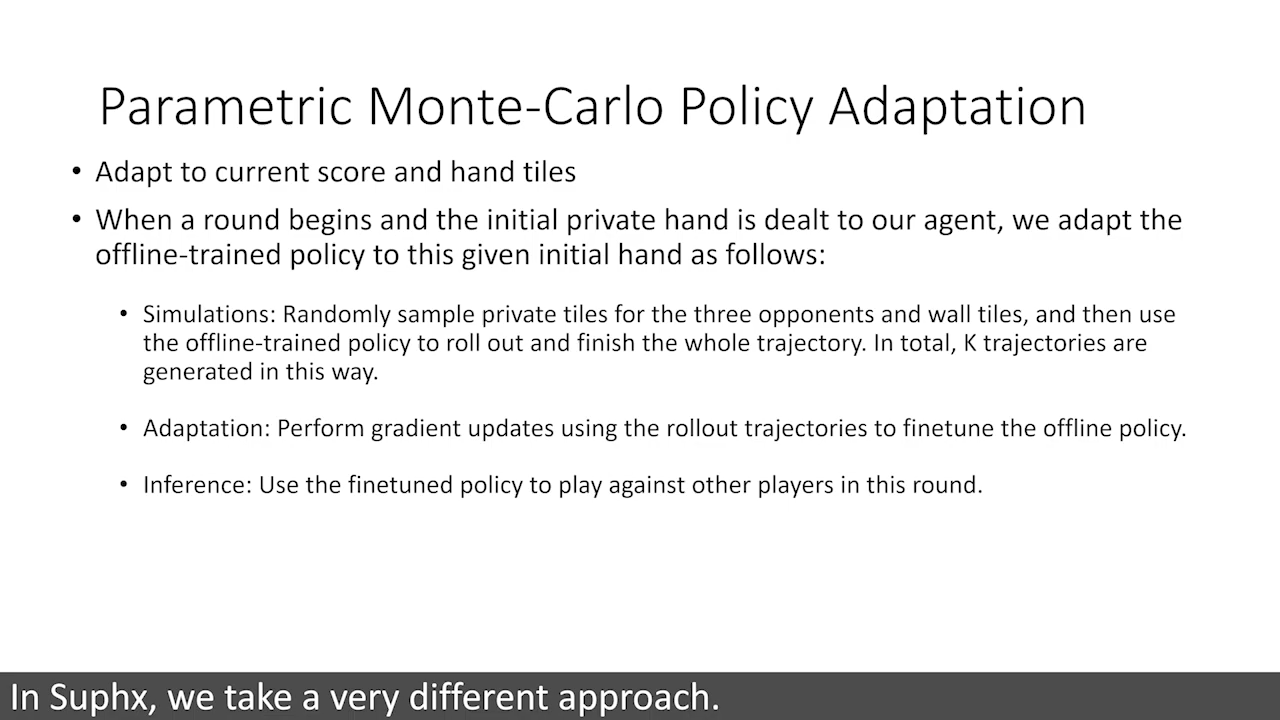 Parametric Monte-Carlo Policy Adaptation
• Adapt to current score and hand tiles
• When a round begins and the initial private hand is dealt to our agent, we adapt the
offline-trained policy to this given initial hand as follows:
• Simulations: Randomly sample private tiles for the three opponents and wall tiles, and then use
the offline-trained policy to roll out and finish the whole trajectory. In total, K trajectories are
generated in this way.
• Adaptation: Perform gradient updates using the rollout trajectories to finetune the offline policy.
• Inference: Use the finetuned policy to play against other players in this round.
In Suphx, we take a very different approach.